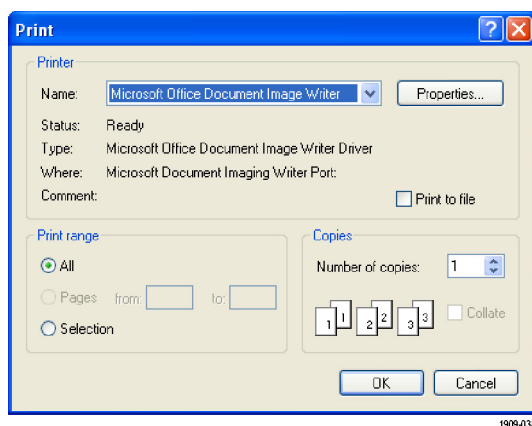 Print
Printer
Name: Microsoft Office Document Image Writer Properties...
Status: Ready
Type: Microsoft Office Document Image Writer Driver
Where: Microsoft Document Imaging Writer Port:
Comment: Print to file
Print range
All
Pages from: to:
Selection
Copies
Number of copies: 1
1 1 2 2 3 3 Collate
OK Cancel